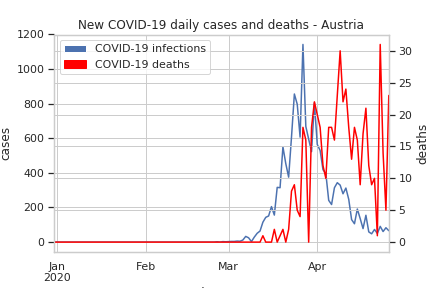 New COVID-19 daily cases and deaths - Austria
COVID-19 infections
COVID-19 deaths
cases
1200
1000
800
600
400
200
0
deaths
30
25
20
15
10
5
0
Jan
2020
Feb
Mar
Apr